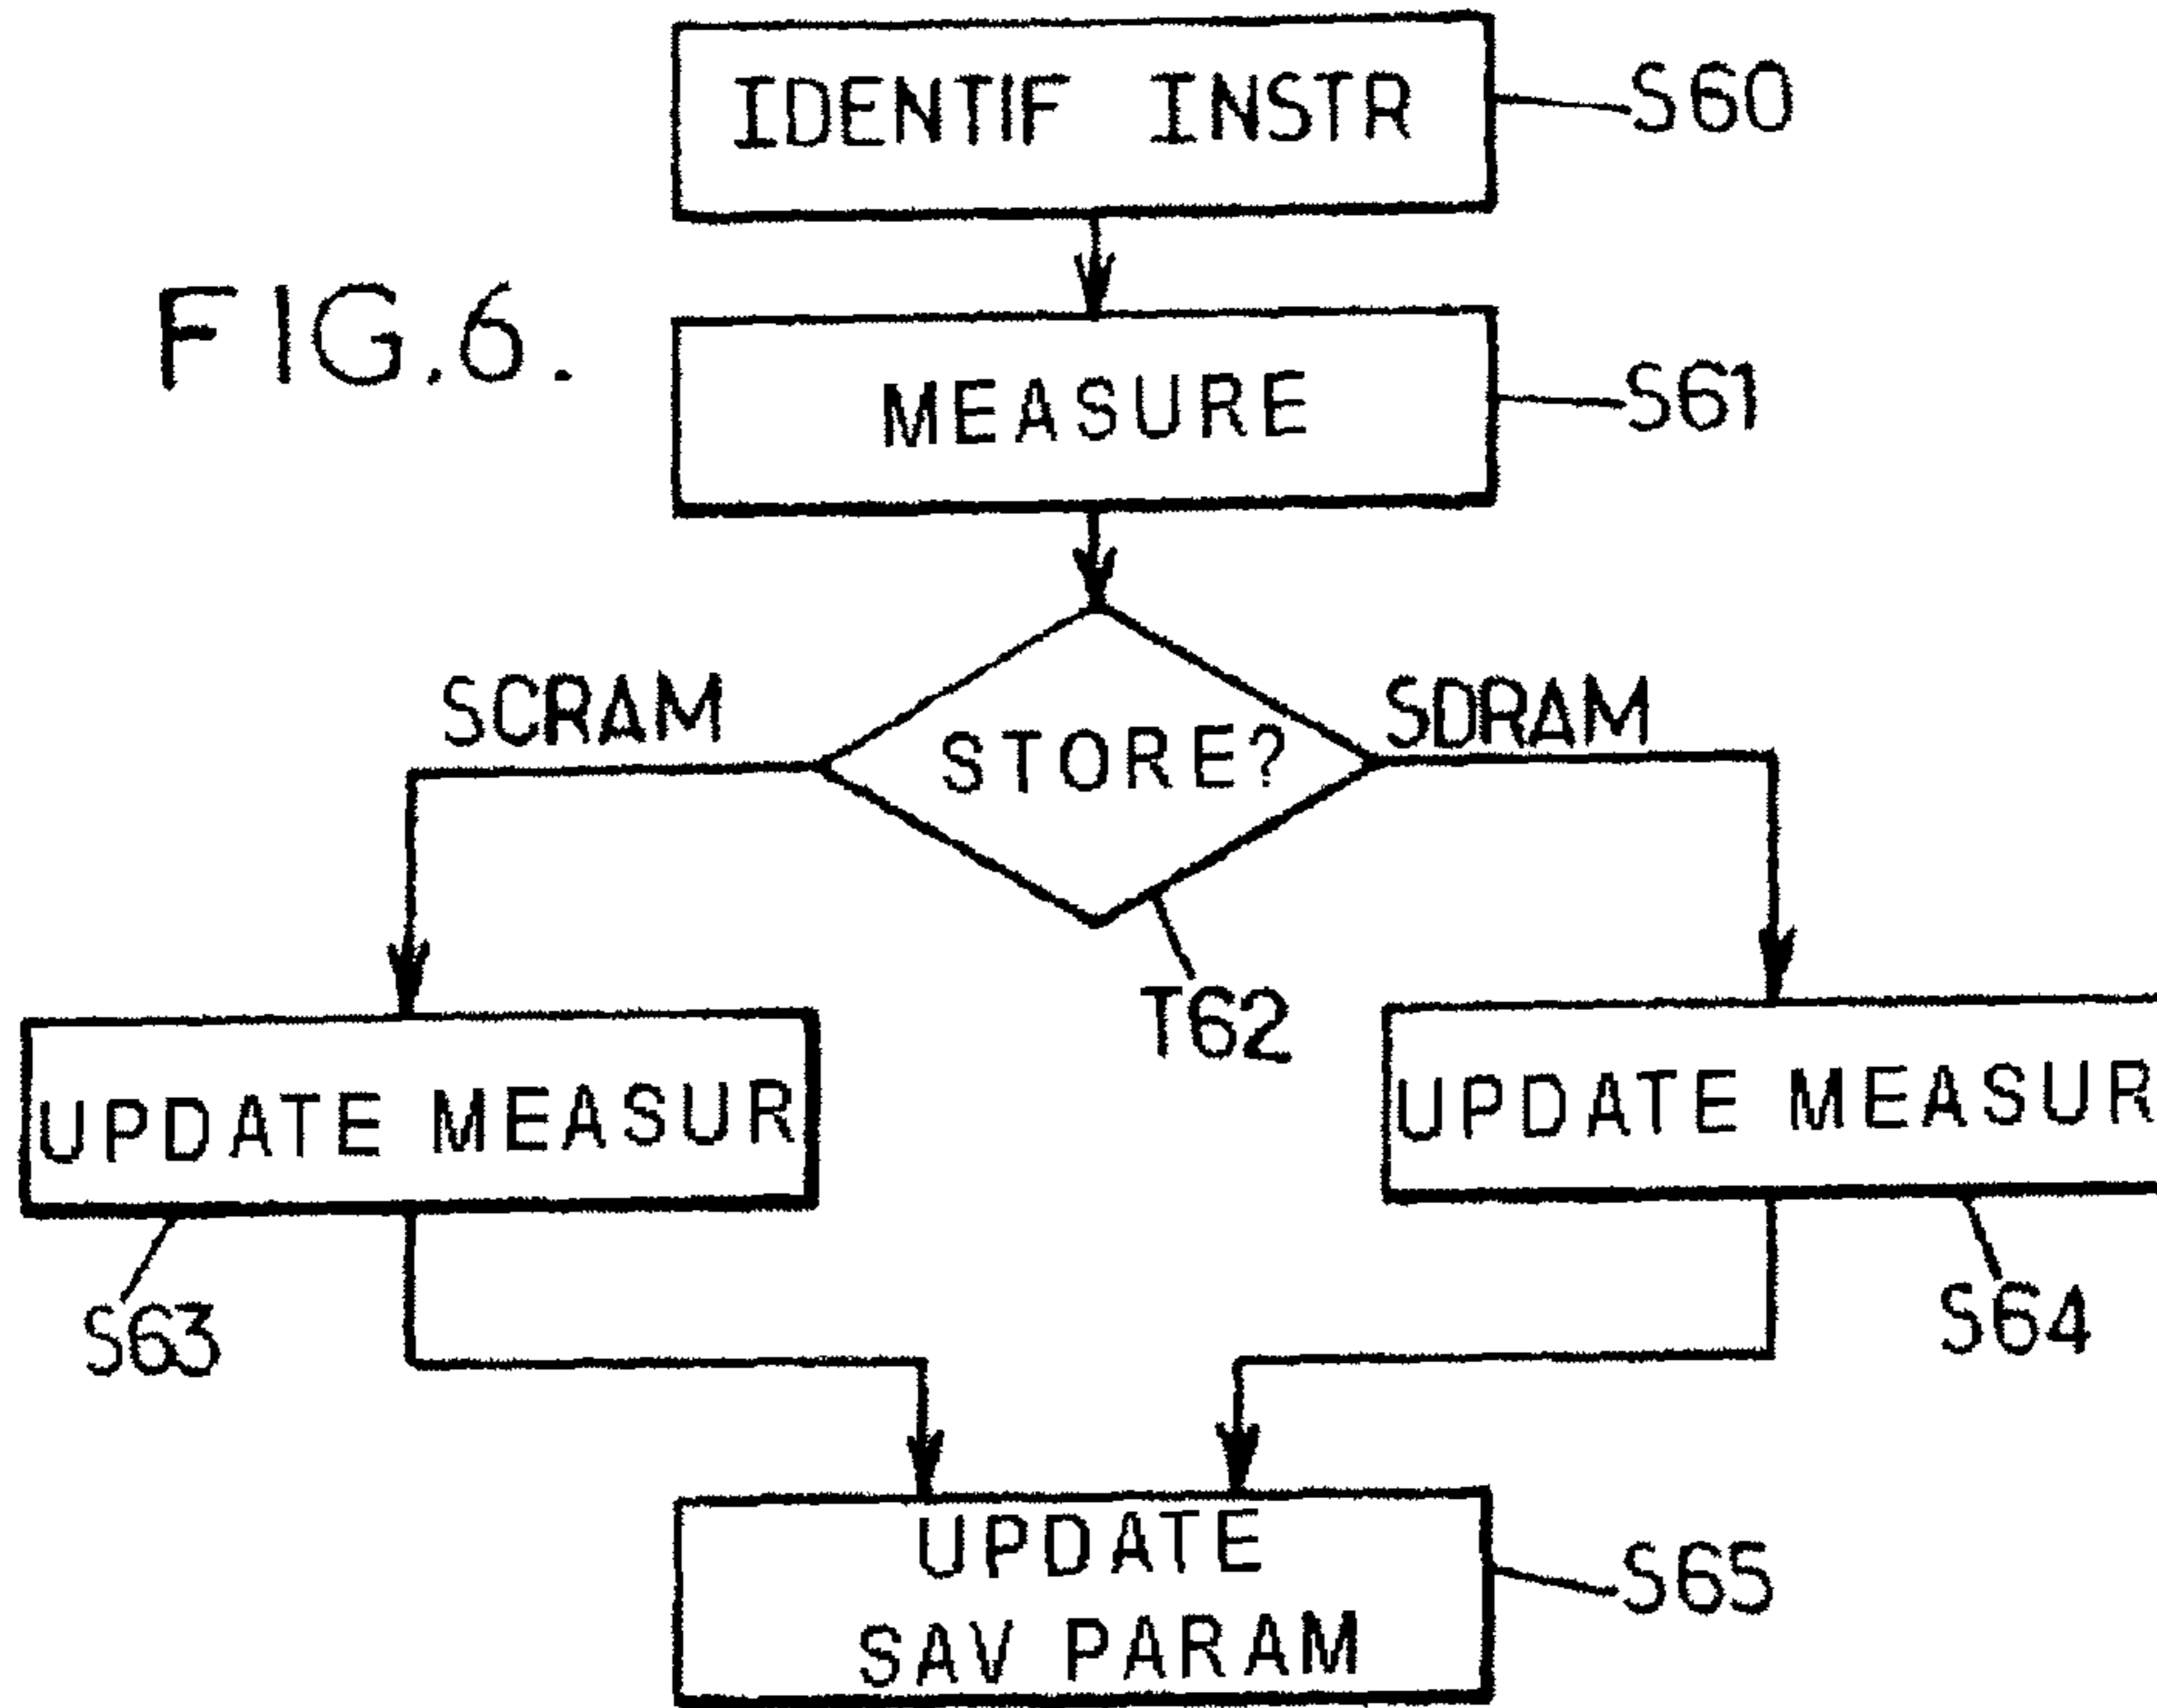 IDENTIF INSTR
S60
FIG.6.
MEASURE
S61
SCRAM
STORE?
SDRAM
T62
UPDATE MEASUR
UPDATE MEASUR
S63
S64
UPDATE
SAV PARAM
S65